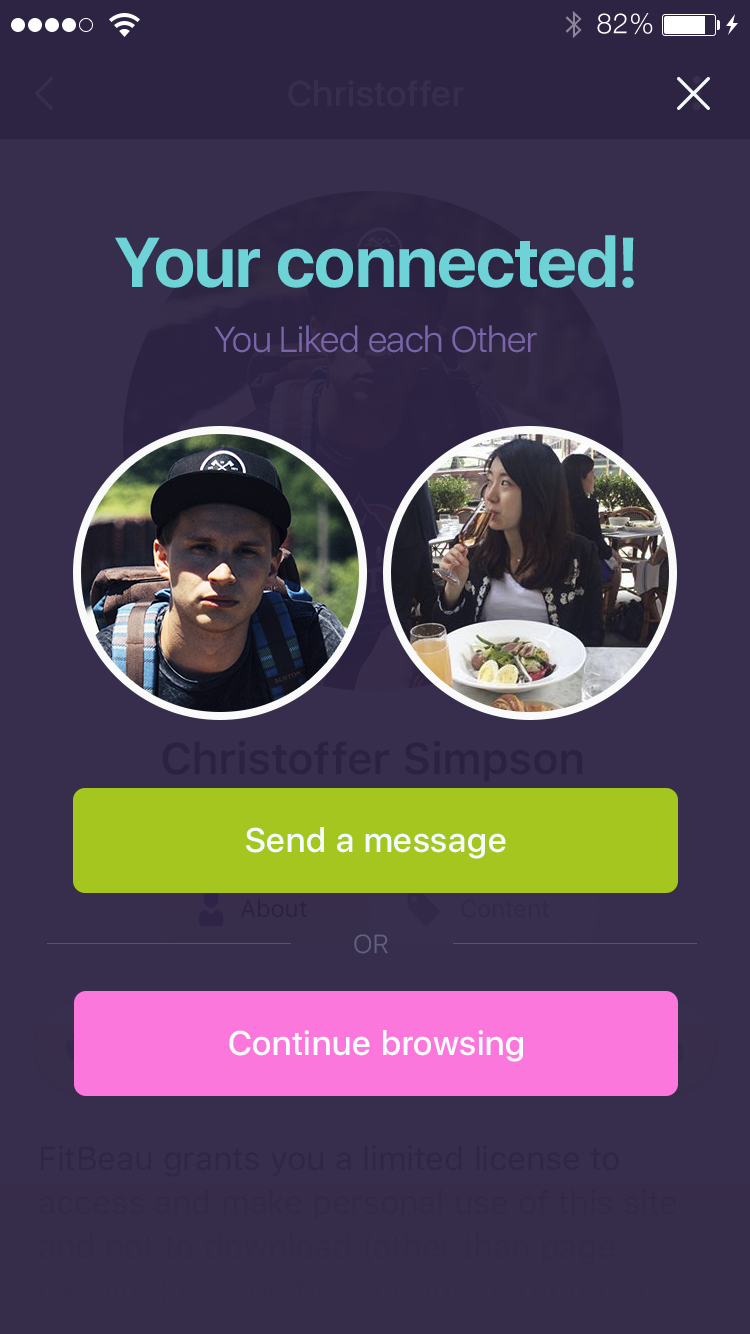 82%
Christoffer
Your connected!
You Liked each Other
Christoffer Simpson
Send a message
About
Content
OR
Continue browsing
FitBeau grants you a limited license to
access and make personal use of this site
and not to download (other than page